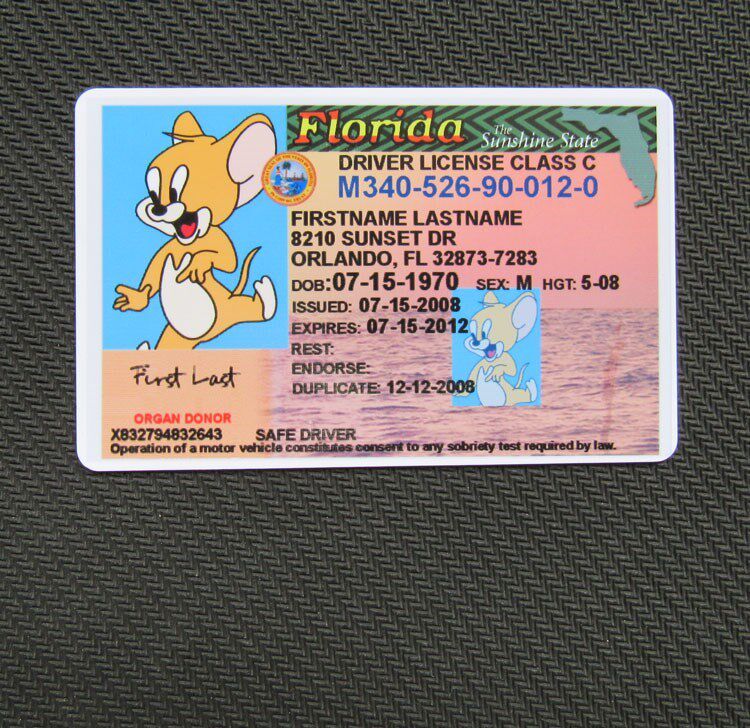 Florida The Sunshine State
DRIVER LICENSE CLASS C
M340-526-90-012-0
FIRSTNAME LASTNAME
8210 SUNSET DR
ORLANDO, FL 32873-7283
DOB:07-15-1970 SEX: M HGT: 5-08
ISSUED: 07-15-2008
EXPIRES: 07-15-2012
REST:
ENDORSE:
DUPLICATE: 12-12-2008
First Last
ORGAN DONOR
X832794832643 SAFE DRIVER
Operation of a motor vehicle constitutes consent to any sobriety test required by law.